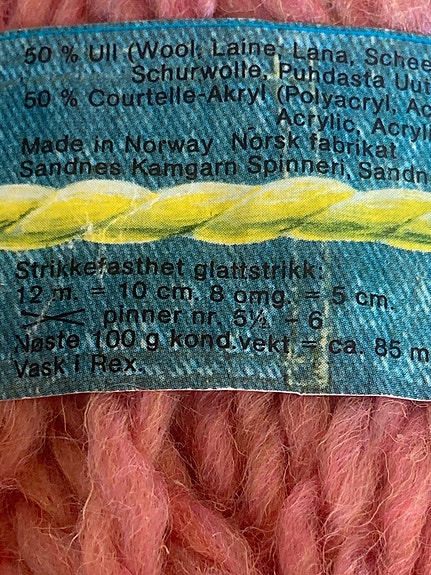 50 % Ull (Wool, Laine, Lana, Schee
Schurwolle, Puhdasta Uut
50 % Courtelle-Akryl (Polyacryl, Ac
Acrylic, Acryli
Made in Norway Norsk fabrikat
Sandnes Kamgarn Spinneri, Sandn
Strikkefasthet glattstrikk:
12 m. = 10 cm. 8 omg. = 5 cm.
pinner nr. 5½ - 6
Nøste 100 g kond.vekt = ca. 85 m
Vask i Rex.